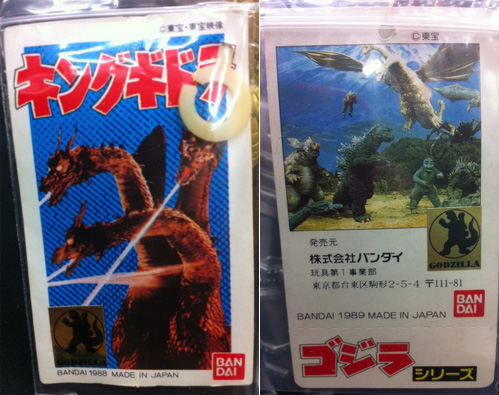 ©東宝・東宝映像
キングギドラ
GODZILLA
BAN
DAI
BANDAI 1988 MADE IN JAPAN
©東宝
発売元
株式会社バンダイ
玩具第1事業部
東京都台東区駒形2-5-4 〒111-81
GODZILLA
BANDAI 1989 MADE IN JAPAN
BAN
DAI
ゴジラ
シリーズ